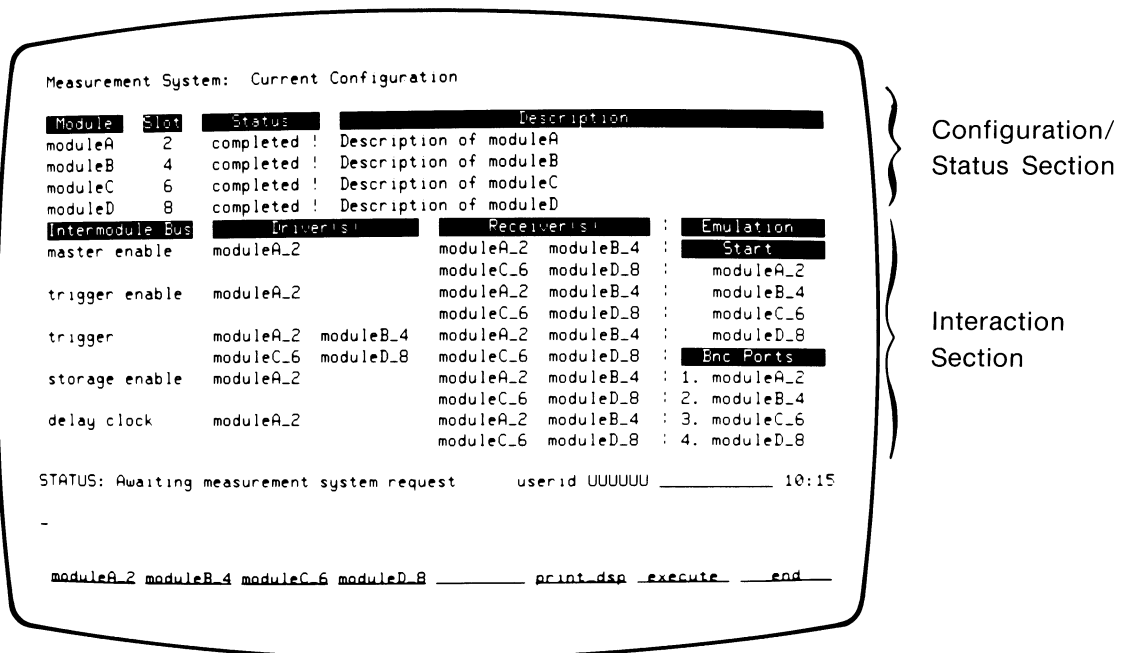 Measurement System: Current Configuration
Module Slot Status Description
moduleA 2 completed ! Description of moduleA
moduleB 4 completed ! Description of moduleB
moduleC 6 completed ! Description of moduleC
moduleD 8 completed ! Description of moduleD
Intermodule Bus Driver(s) Receiver(s) : Emulation
master enable moduleA_2 moduleA_2 moduleB_4 : Start
moduleC_6 moduleD_8 : moduleA_2
trigger enable moduleA_2 moduleA_2 moduleB_4 : moduleB_4
moduleC_6 moduleD_8 : moduleC_6
trigger moduleA_2 moduleB_4 moduleA_2 moduleB_4 : moduleD_8
moduleC_6 moduleD_8 moduleC_6 moduleD_8 : Bnc Ports
storage enable moduleA_2 moduleA_2 moduleB_4 : 1. moduleA_2
moduleC_6 moduleD_8 : 2. moduleB_4
delay clock moduleA_2 moduleA_2 moduleB_4 : 3. moduleC_6
moduleC_6 moduleD_8 : 4. moduleD_8
STATUS: Awaiting measurement system request userid UUUUUU __________ 10:15
-
moduleA_2 moduleB_4 moduleC_6 moduleD_8 ________ print_dsp _execute_ ___end___
Configuration/
Status Section
Interaction
Section